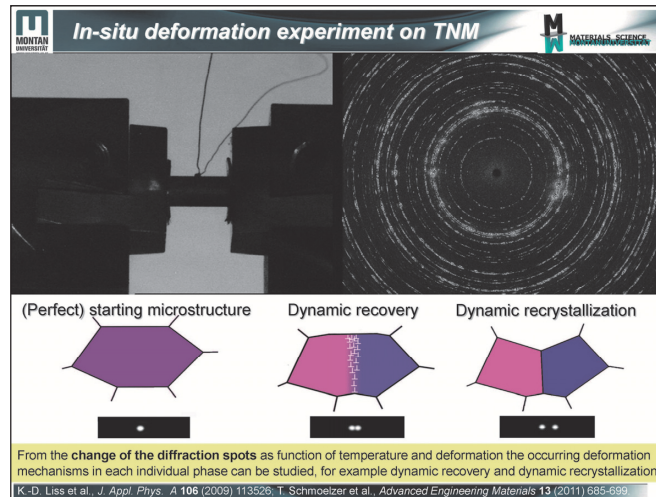 MONTAN
UNIVERSITÄT
In-situ deformation experiment on TNM
MATERIALS SCIENCE
MONTANUNIVERSITÄT
(Perfect) starting microstructure
Dynamic recovery
Dynamic recrystallization
From the change of the diffraction spots as function of temperature and deformation the occurring deformation
mechanisms in each individual phase can be studied, for example dynamic recovery and dynamic recrystallization
K.-D. Liss et al., J. Appl. Phys. A 106 (2009) 113526; T. Schmoelzer et al., Advanced Engineering Materials 13 (2011) 685-699